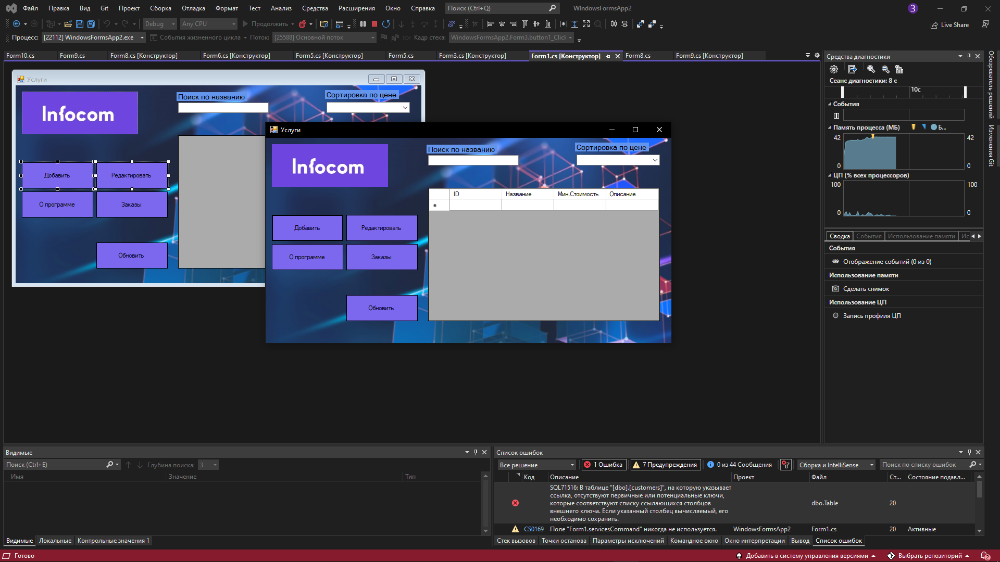 Файл Правка Вид Git Проект Сборка Отладка Формат Тест Анализ Средства Расширения Окно Справка Поиск (Ctrl+Q) WindowsFormsApp2 З
Debug Any CPU Продолжить Live Share
Процесс: [22112] WindowsFormsApp2.exe События жизненного цикла Поток: [25588] Основной поток Кадр стека: WindowsFormsApp2.Form3.button1_Click
Form10.cs Form9.cs Form8.cs [Конструктор] Form6.cs [Конструктор] Form5.cs [Конструктор] Form5.cs Form3.cs [Конструктор] Form1.cs [Конструктор] Form8.cs Form9.cs [Конструктор]
Услуги
Infocom
Поиск по названию
Сортировка по цене
Добавить
Редактировать
О программе
Заказы
Обновить
Услуги
Infocom
Поиск по названию
Сортировка по цене
ID Название Мин.Стоимость Описание
Добавить
Редактировать
О программе
Заказы
Обновить
Средства диагностики
Сеанс диагностики: 8 с
10с
События
Память процесса (МБ) Б...
42 42
0 0
ЦП (% всех процессоров)
100 100
0 0
Сводка События Использование памяти Ис
События
Отображение событий (0 из 0)
Использование памяти
Сделать снимок
Использование ЦП
Запись профиля ЦП
Обозреватель решений
Изменения Git
Видимые
Поиск (Ctrl+E) Глубина поиска: 3
Имя Значение Тип
Видимые Локальные Контрольные значения 1
Список ошибок
Все решение 1 Ошибка 7 Предупреждения 0 из 44 Сообщения Сборка и IntelliSense Поиск по списку ошибок
Код Описание Проект Файл Ст... Состояние подавл...
SQL71516: В таблице "[dbo].[customers]", на которую указывает
ссылка, отсутствуют первичные или потенциальные ключи,
которые соответствуют списку ссылающихся столбцов dbo.Table 20
внешнего ключа. Если указанный столбец вычисляемый, его
необходимо сохранить.
CS0169 Поле "Form1.servicesCommand" никогда не используется. WindowsFormsApp2 Form1.cs 20 Активные
Стек вызовов Точки останова Параметры исключений Командное окно Окно интерпретации Вывод Список ошибок
Готово Добавить в систему управления версиями Выбрать репозиторий 2